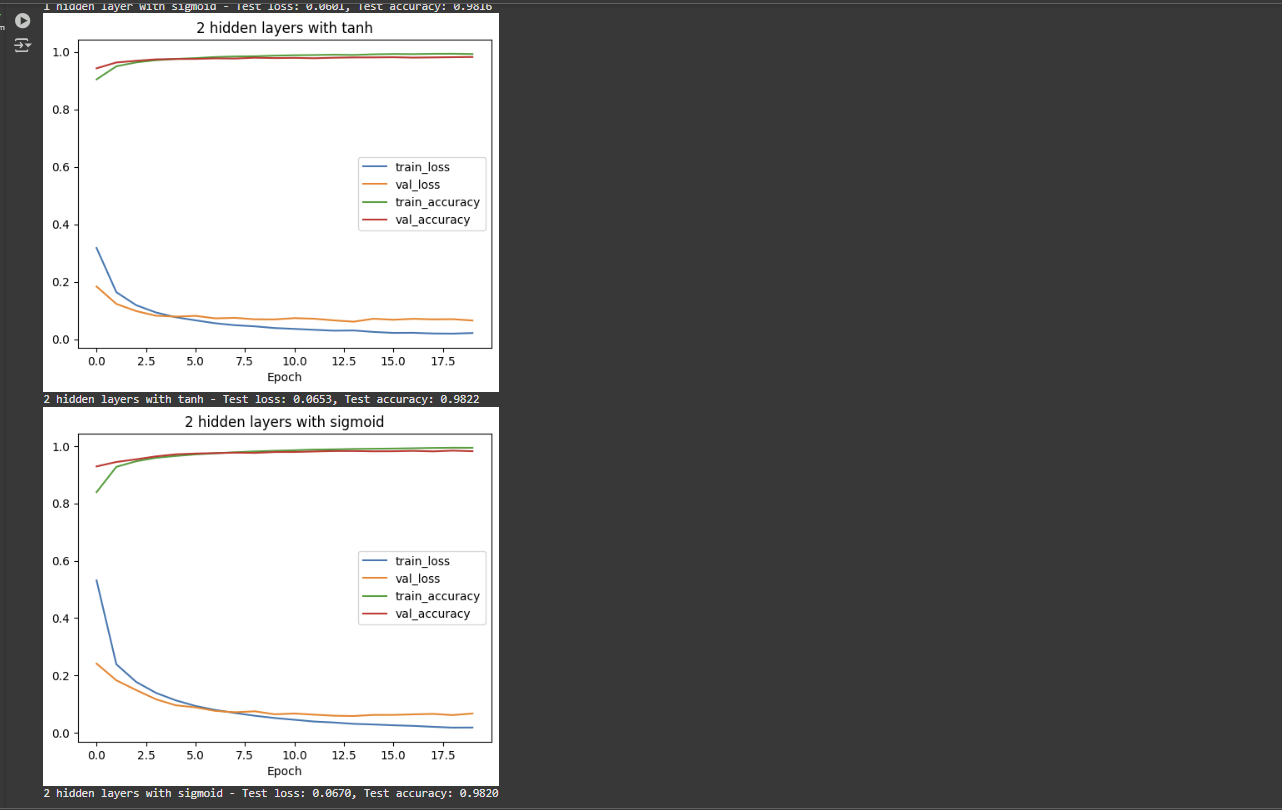 1 hidden layer with sigmoid - Test loss: 0.0601, Test accuracy: 0.9816
2 hidden layers with tanh
1.0
0.8
0.6
0.4
0.2
0.0
train_loss
val_loss
train_accuracy
val_accuracy
0.0 2.5 5.0 7.5 10.0 12.5 15.0 17.5
Epoch
2 hidden layers with tanh - Test loss: 0.0653, Test accuracy: 0.9822
2 hidden layers with sigmoid
1.0
0.8
0.6
0.4
0.2
0.0
train_loss
val_loss
train_accuracy
val_accuracy
0.0 2.5 5.0 7.5 10.0 12.5 15.0 17.5
Epoch
2 hidden layers with sigmoid - Test loss: 0.0670, Test accuracy: 0.9820